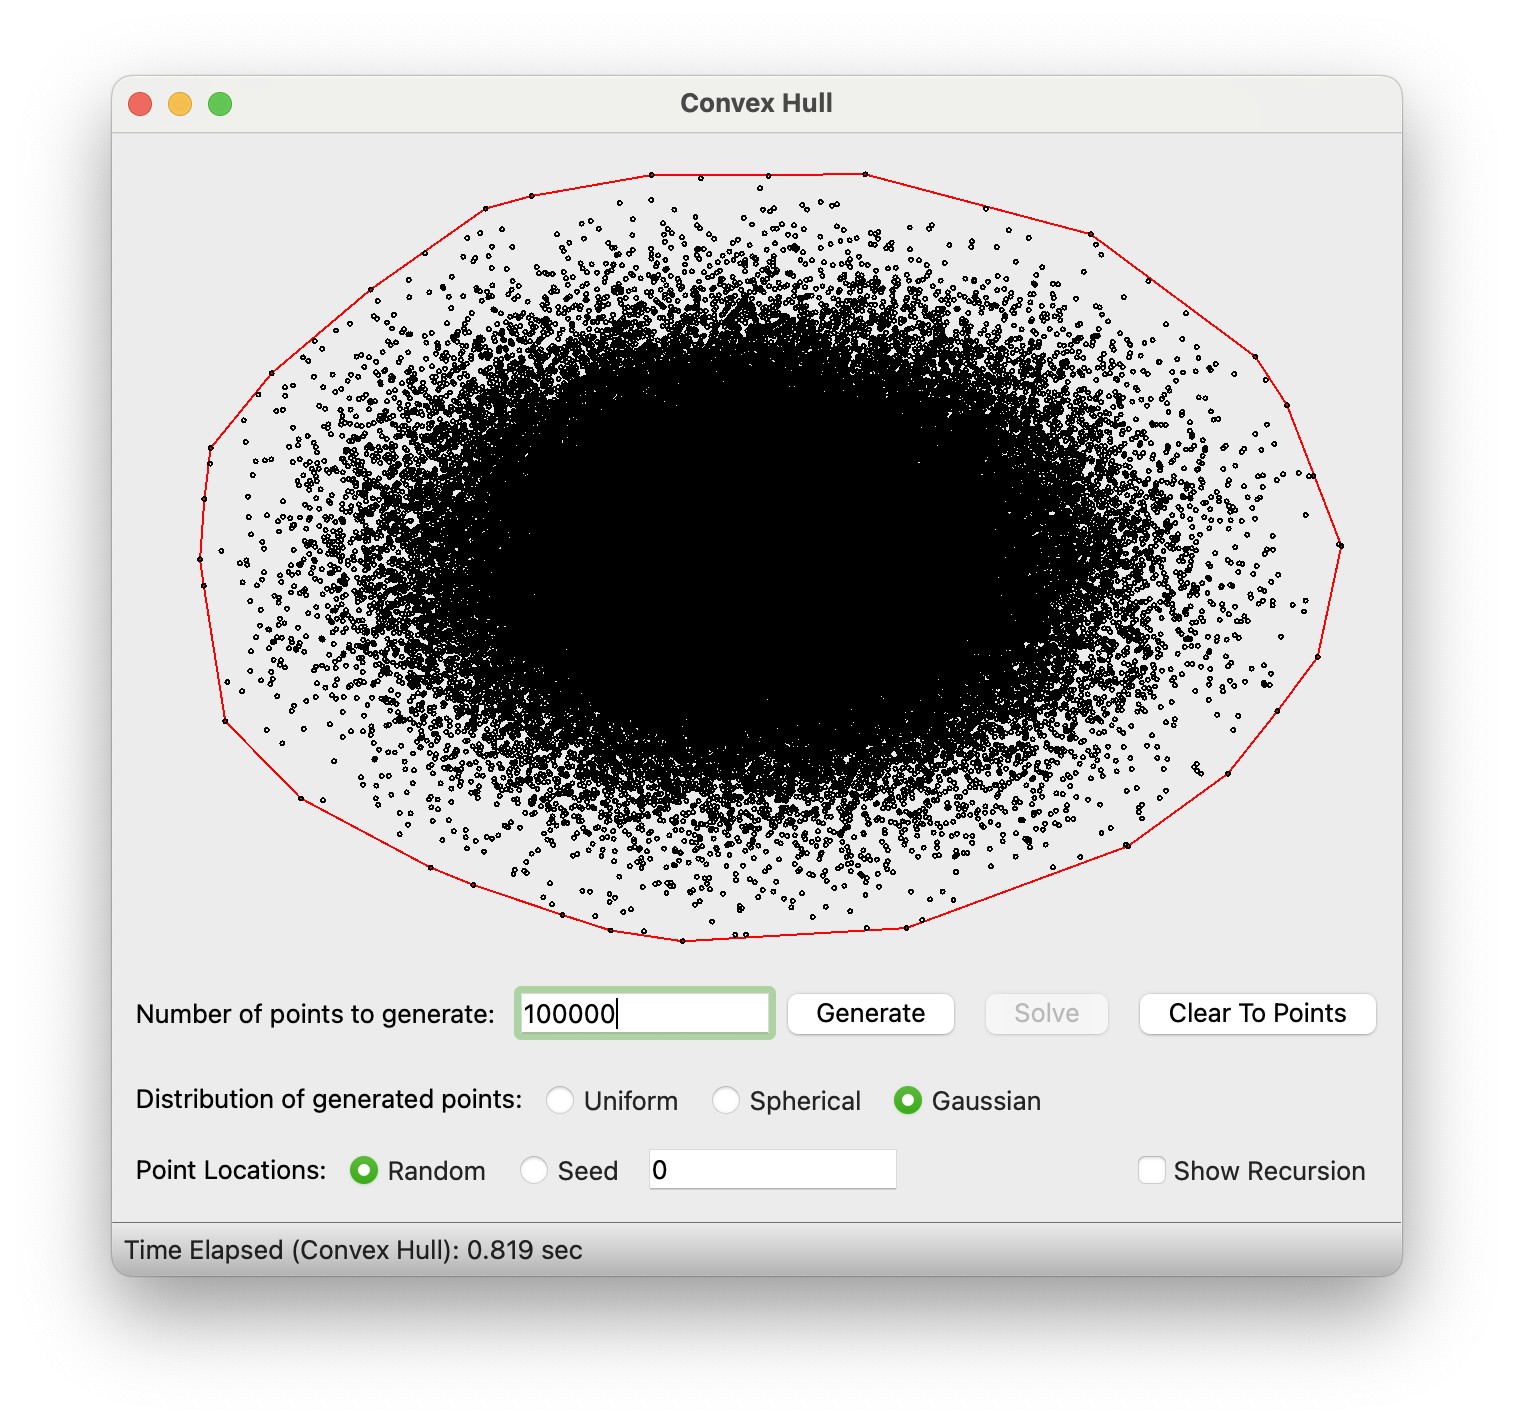 Convex Hull
Number of points to generate: 100000 Generate Solve Clear To Points
Distribution of generated points: Uniform Spherical Gaussian
Point Locations: Random Seed 0 Show Recursion
Time Elapsed (Convex Hull): 0.819 sec